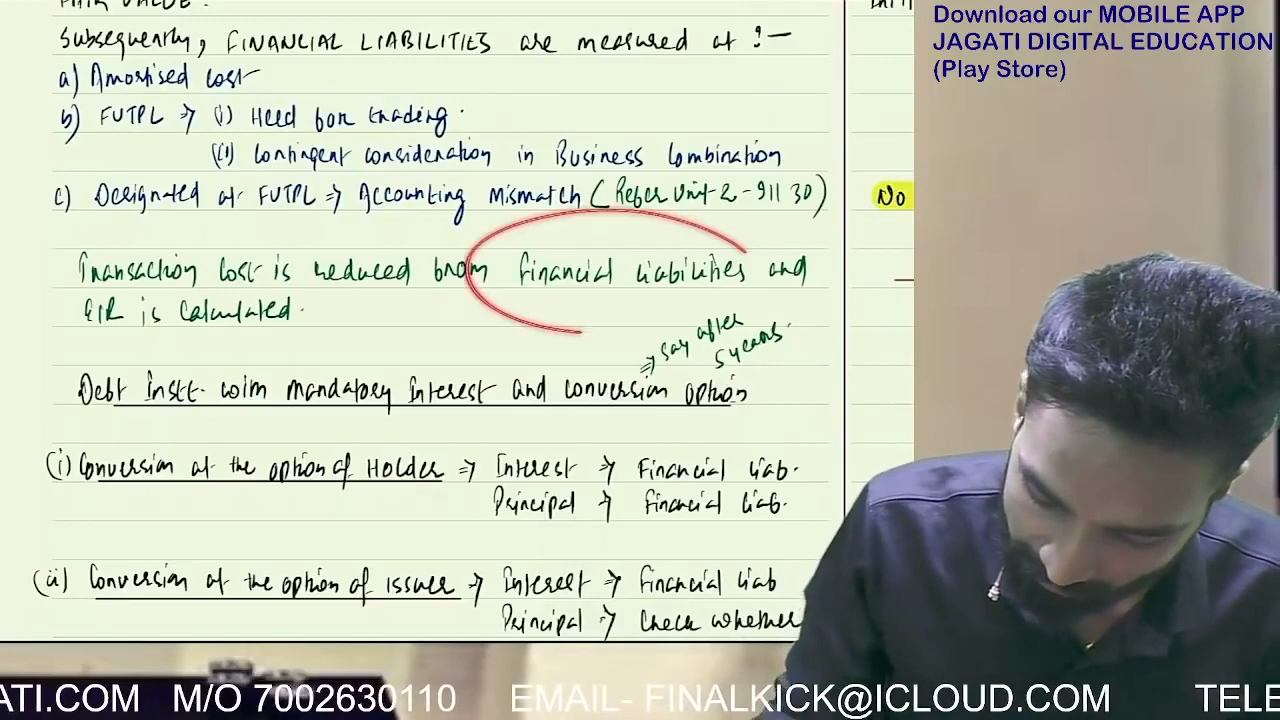 FAIR VALUE.
Subsequently, FINANCIAL LIABILITIES are measured at :-
a) Amortised cost
b) FVTPL ⇒ (i) Held for trading.
(ii) Contingent consideration in Business Combination
c) Designated at FVTPL ⇒ Accounting Mismatch (Refer Unit-2-
Transaction cost is reduced from financial liabilities and
EIR is calculated.
⇒ say after
5 years.
Debt Instt. with mandatory Interest and conversion option
(i) Conversion at the option of Holder ⇒ Interest ⇒ Financial Liab.
Principal ⇒ Financial Liab.
(ii) Conversion at the option of issuer ⇒ Interest ⇒ Financial Liab
Principal ⇒ Check whether
No
Download our MOBILE APP
JAGATI DIGITAL EDUCATION
(Play Store)
ATI.COM M/O 7002630110 EMAIL- FINALKICK@ICLOUD.COM TELE